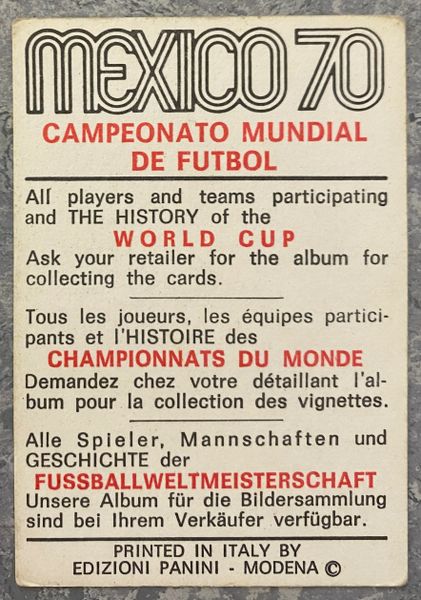 MEXICO 70
CAMPEONATO MUNDIAL
DE FUTBOL
All players and teams participating
and THE HISTORY of the
WORLD CUP
Ask your retailer for the album for
collecting the cards.
Tous les joueurs, les équipes partici-
pants et l'HISTOIRE des
CHAMPIONNATS DU MONDE
Demandez chez votre détaillant l'al-
bum pour la collection des vignettes.
Alle Spieler, Mannschaften und
GESCHICHTE der
FUSSBALLWELTMEISTERSCHAFT
Unsere Album für die Bildersammlung
sind bei Ihrem Verkäufer verfügbar.
PRINTED IN ITALY BY
EDIZIONI PANINI - MODENA ©